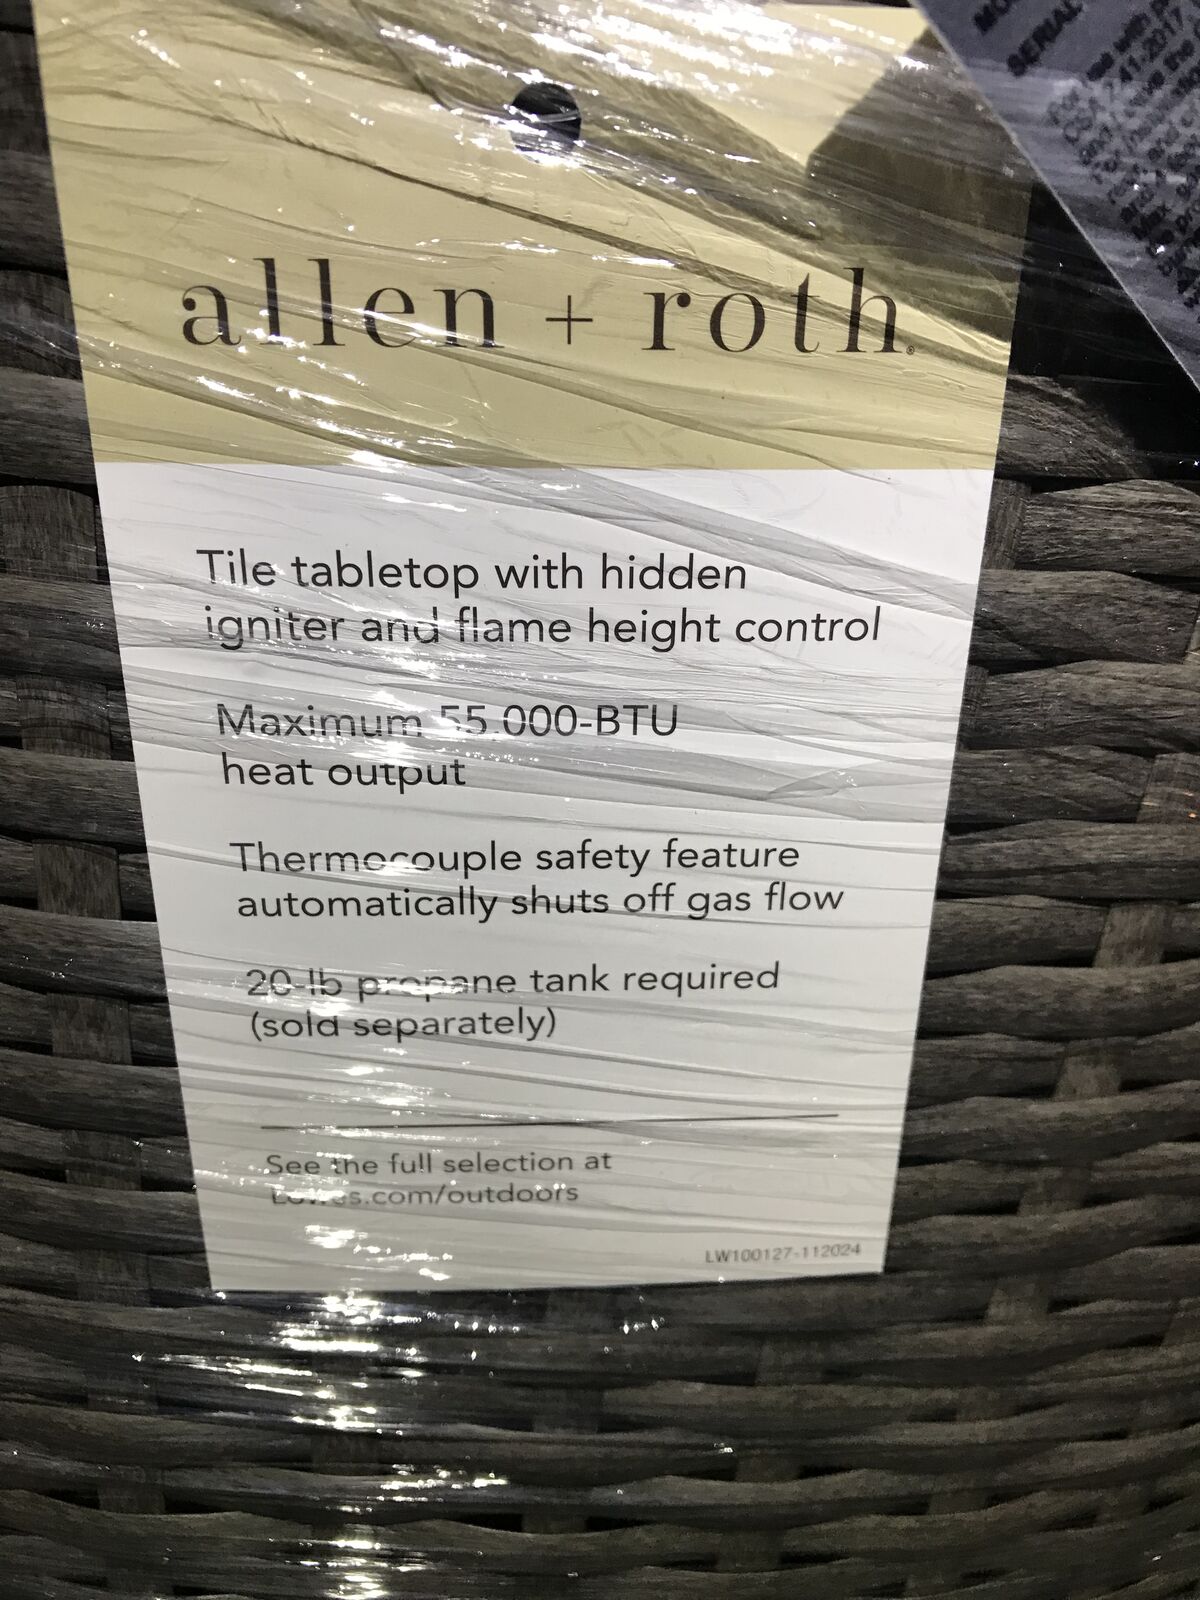 allen + roth®
Tile tabletop with hidden
igniter and flame height control
Maximum 55,000-BTU
heat output
Thermocouple safety feature
automatically shuts off gas flow
20-lb propane tank required
(sold separately)
See the full selection at
Lowes.com/outdoors
LW100127-112024
SERIAL